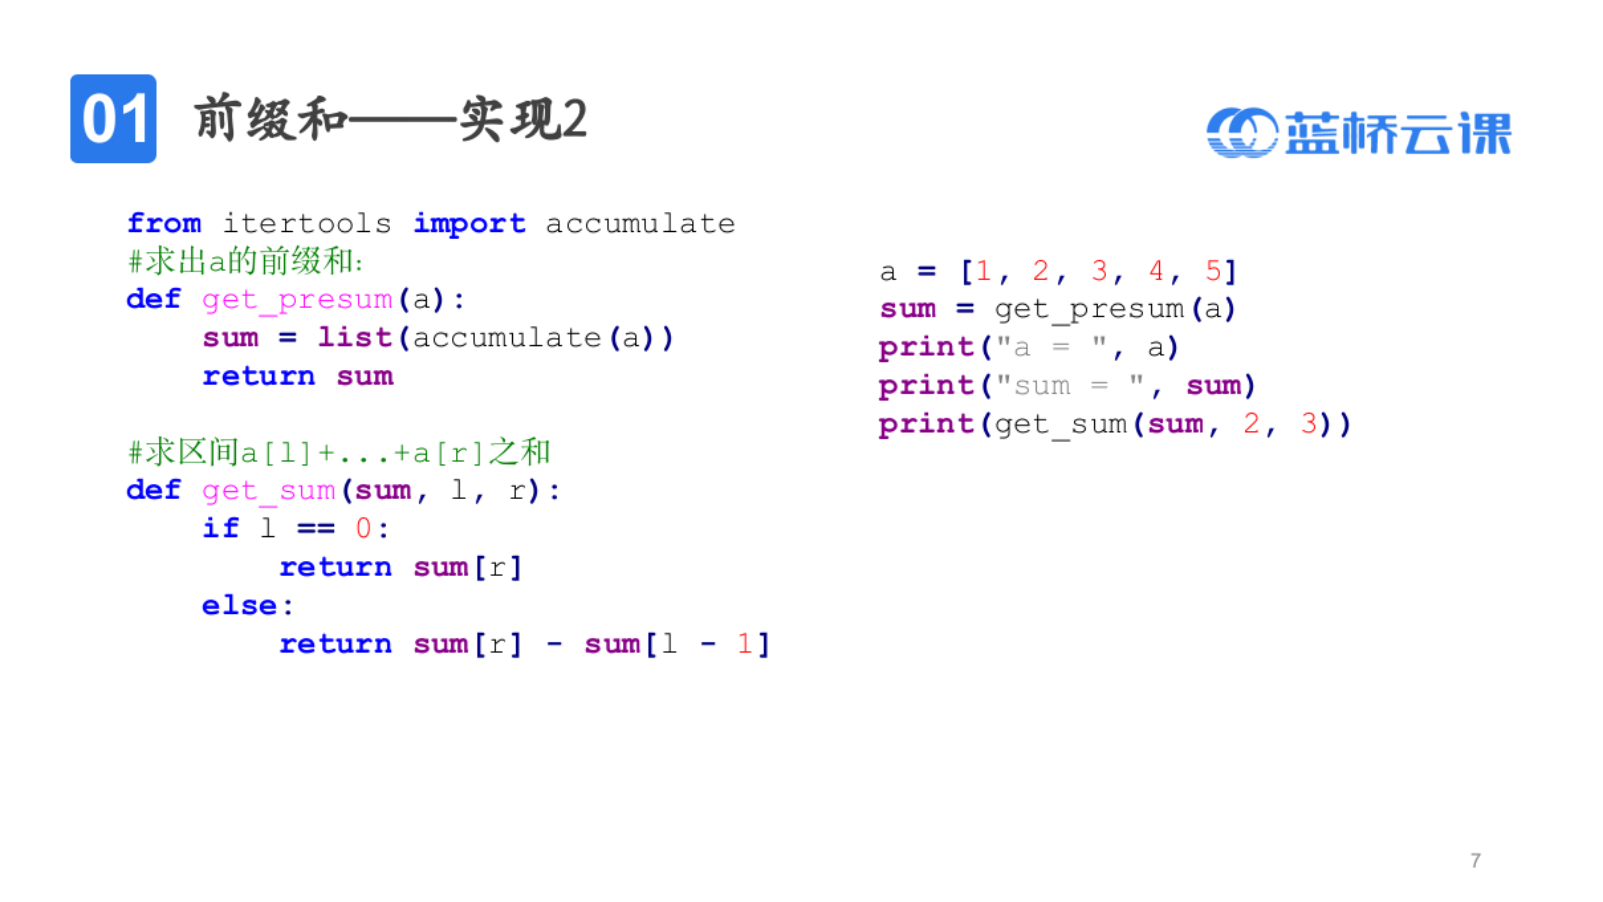 01 前缀和——实现2
蓝桥云课
from itertools import accumulate
#求出a的前缀和:
def get_presum(a):
    sum = list(accumulate(a))
    return sum
#求区间a[l]+...+a[r]之和
def get_sum(sum, l, r):
    if l == 0:
        return sum[r]
    else:
        return sum[r] - sum[l - 1]
a = [1, 2, 3, 4, 5]
sum = get_presum(a)
print("a = ", a)
print("sum = ", sum)
print(get_sum(sum, 2, 3))
7